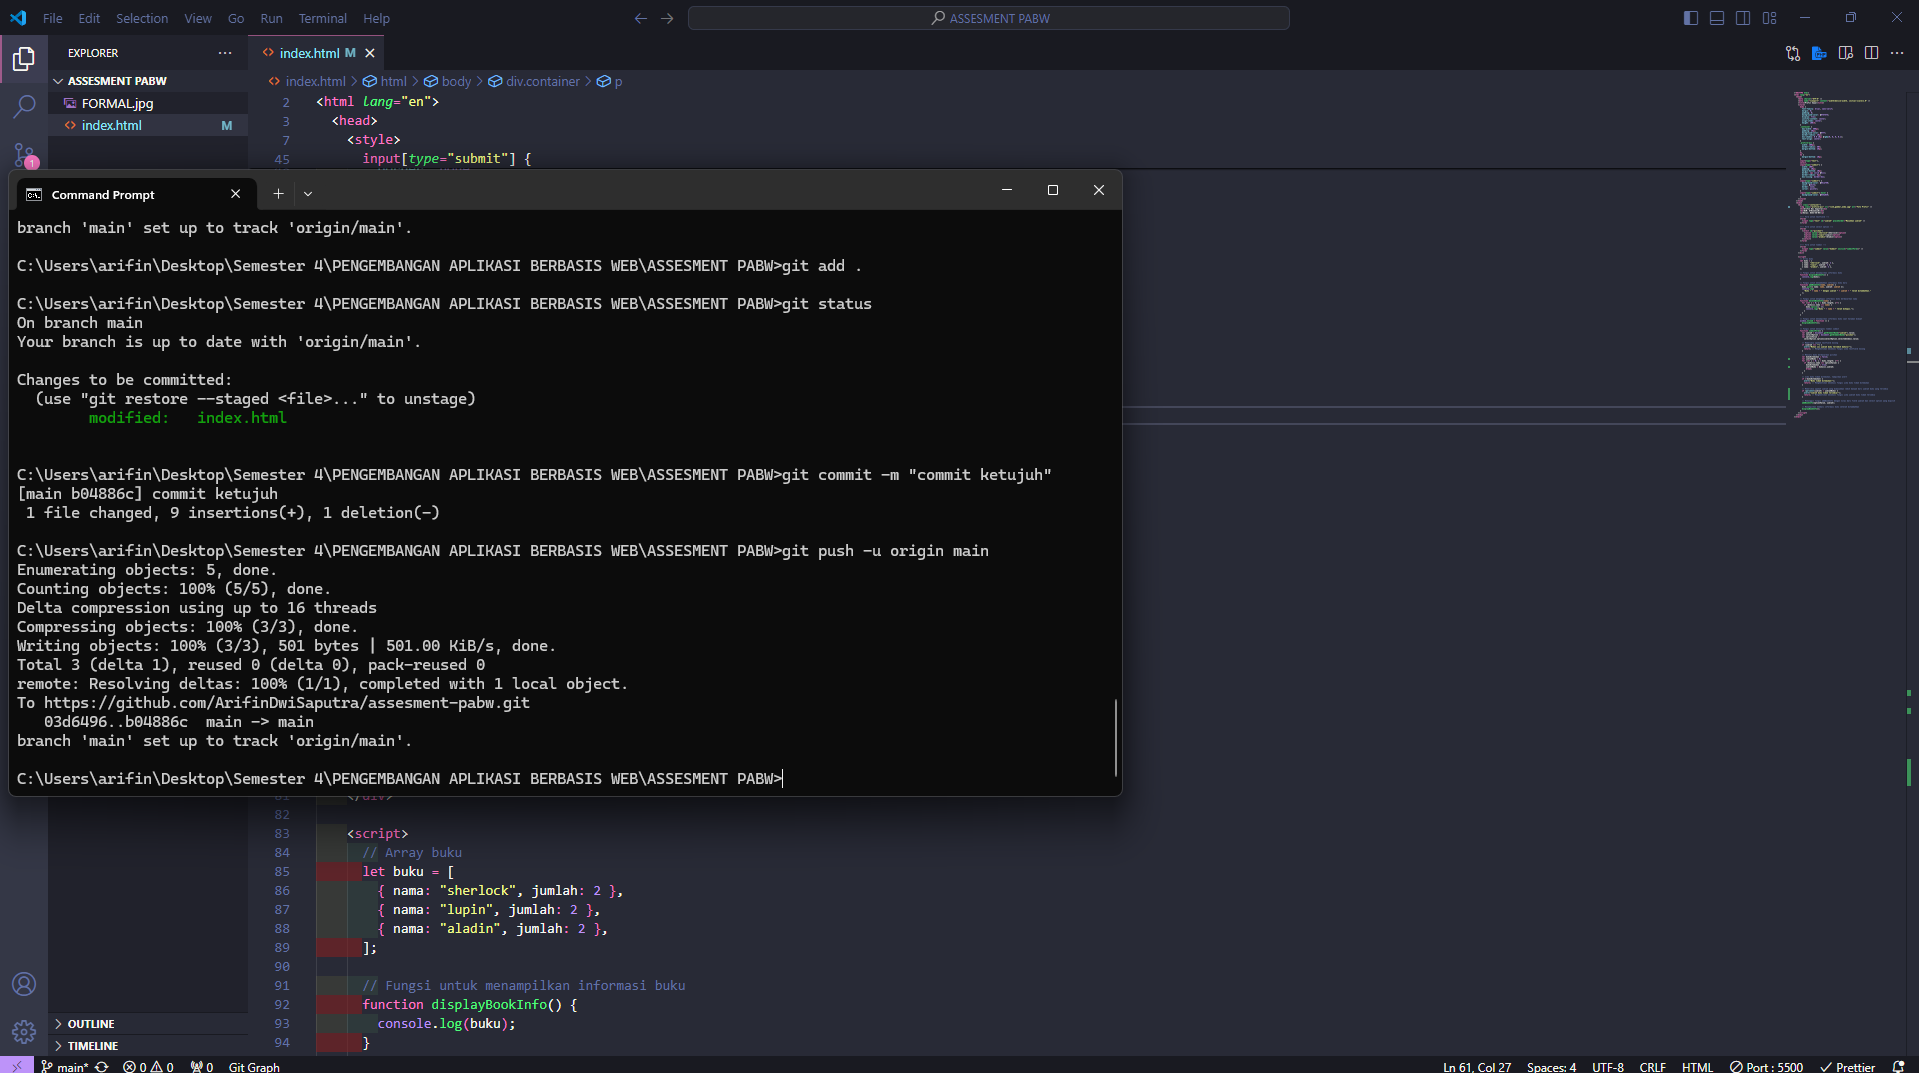 File Edit Selection View Go Run Terminal Help
ASSESMENT PABW
EXPLORER
index.html M
ASSESMENT PABW
FORMAL.jpg
index.html M
1
index.html > html > body > div.container > p
2 <html lang="en">
3 <head>
7 <style>
45 input[type="submit"] {
Command Prompt
branch 'main' set up to track 'origin/main'.
C:\Users\arifin\Desktop\Semester 4\PENGEMBANGAN APLIKASI BERBASIS WEB\ASSESMENT PABW>git add .
C:\Users\arifin\Desktop\Semester 4\PENGEMBANGAN APLIKASI BERBASIS WEB\ASSESMENT PABW>git status
On branch main
Your branch is up to date with 'origin/main'.
Changes to be committed:
(use "git restore --staged <file>..." to unstage)
modified: index.html
C:\Users\arifin\Desktop\Semester 4\PENGEMBANGAN APLIKASI BERBASIS WEB\ASSESMENT PABW>git commit -m "commit ketujuh"
[main b04886c] commit ketujuh
1 file changed, 9 insertions(+), 1 deletion(-)
C:\Users\arifin\Desktop\Semester 4\PENGEMBANGAN APLIKASI BERBASIS WEB\ASSESMENT PABW>git push -u origin main
Enumerating objects: 5, done.
Counting objects: 100% (5/5), done.
Delta compression using up to 16 threads
Compressing objects: 100% (3/3), done.
Writing objects: 100% (3/3), 501 bytes | 501.00 KiB/s, done.
Total 3 (delta 1), reused 0 (delta 0), pack-reused 0
remote: Resolving deltas: 100% (1/1), completed with 1 local object.
To https://github.com/ArifinDwiSaputra/assesment-pabw.git
03d6496..b04886c main -> main
branch 'main' set up to track 'origin/main'.
C:\Users\arifin\Desktop\Semester 4\PENGEMBANGAN APLIKASI BERBASIS WEB\ASSESMENT PABW>
82
83 <script>
84 // Array buku
85 let buku = [
86 { nama: "sherlock", jumlah: 2 },
87 { nama: "lupin", jumlah: 2 },
88 { nama: "aladin", jumlah: 2 },
89 ];
90
91 // Fungsi untuk menampilkan informasi buku
92 function displayBookInfo() {
93 console.log(buku);
94 }
OUTLINE
TIMELINE
main* 0 0 0 Git Graph Ln 61, Col 27 Spaces: 4 UTF-8 CRLF HTML Port : 5500 Prettier